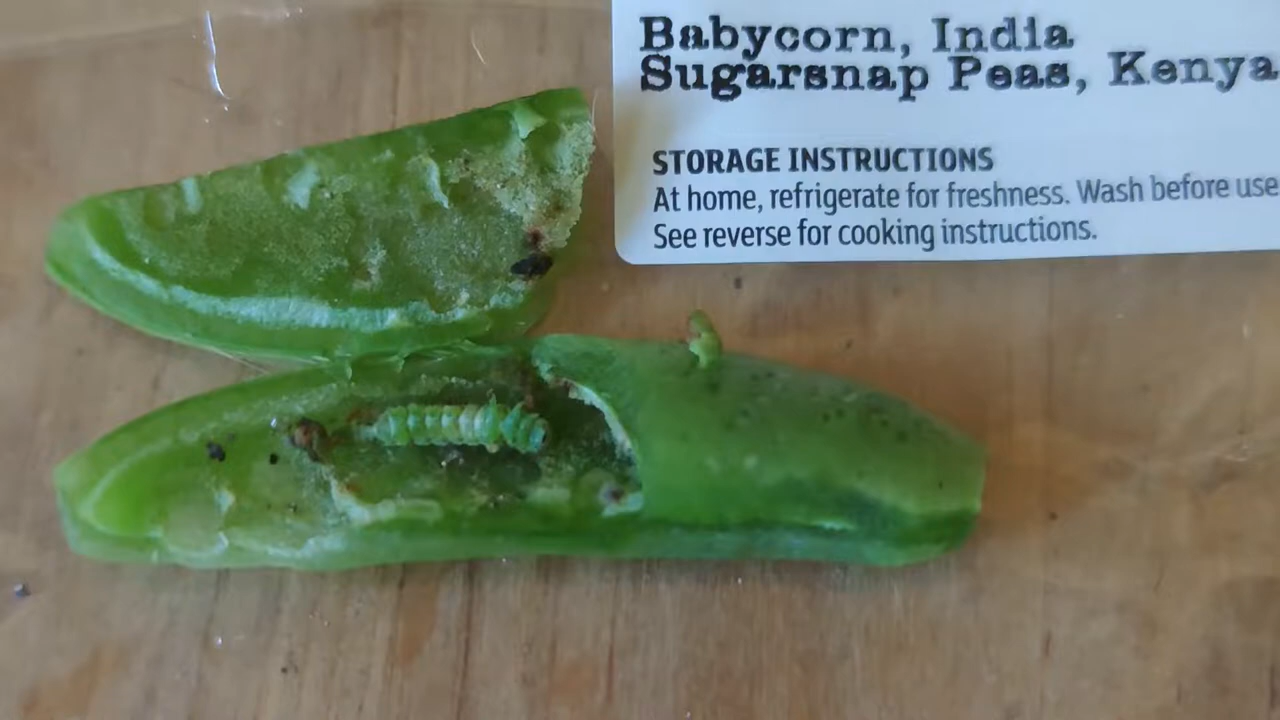 Babycorn, India
Sugarsnap Peas, Kenya
STORAGE INSTRUCTIONS
At home, refrigerate for freshness. Wash before use
See reverse for cooking instructions.